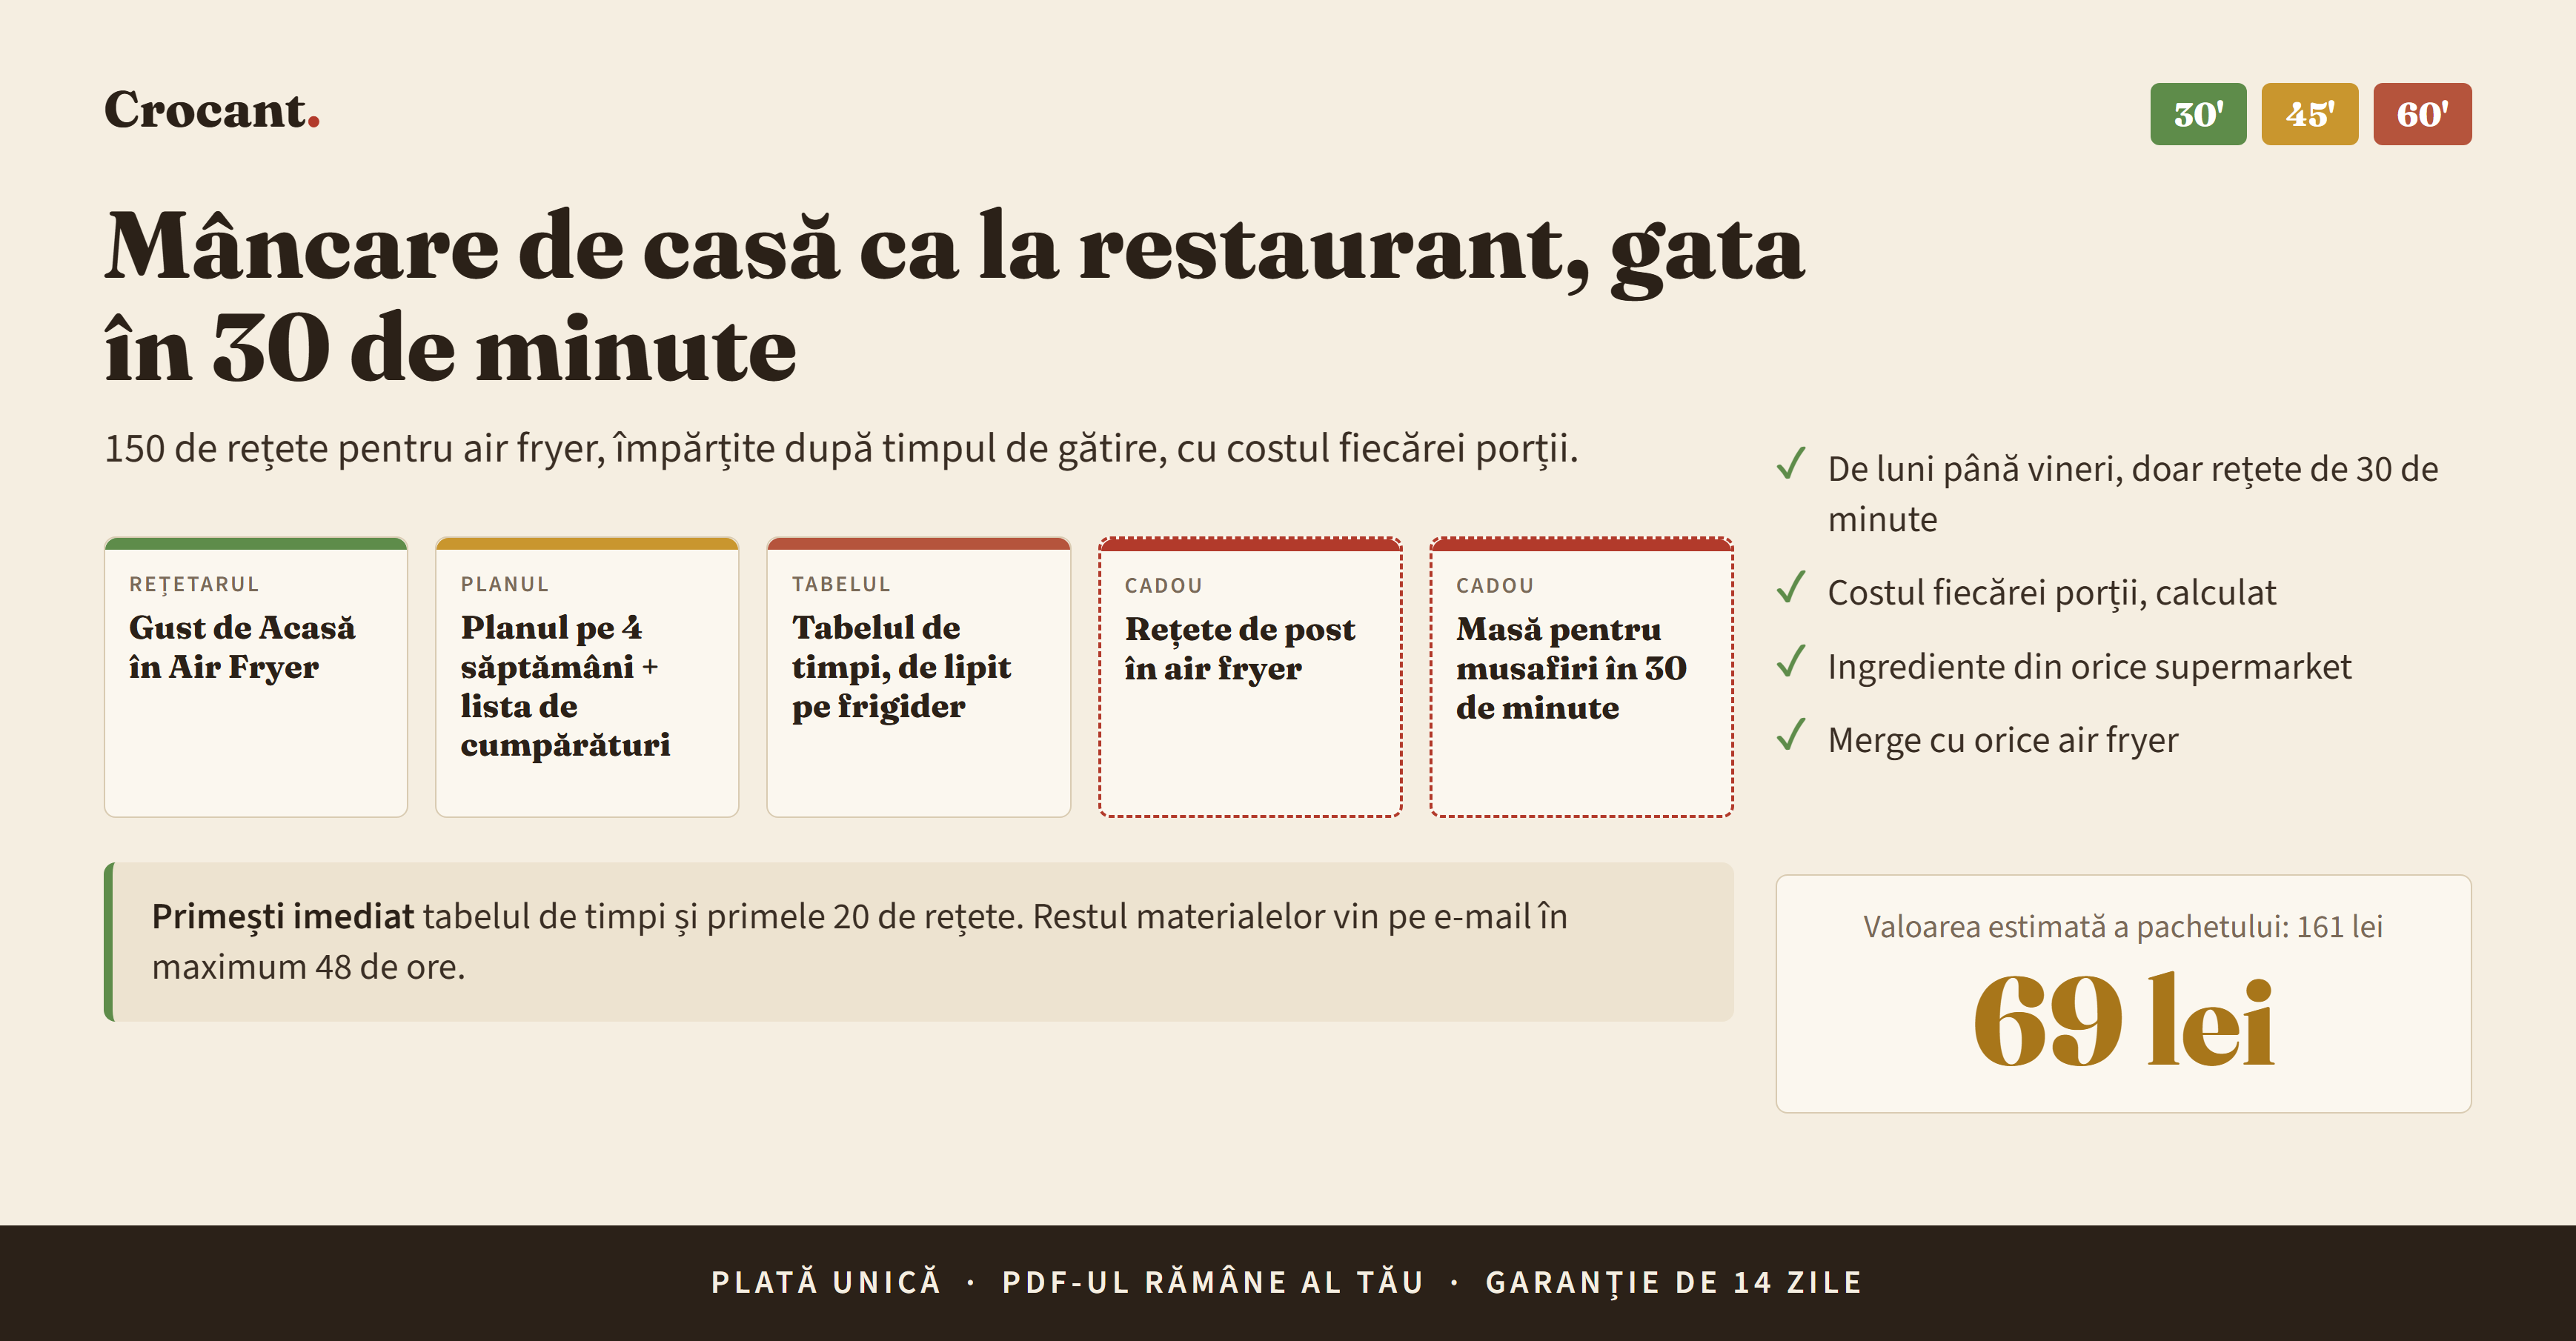 Crocant.
30' 45' 60'
Mâncare de casă ca la restaurant, gata
în 30 de minute
150 de rețete pentru air fryer, împărțite după timpul de gătire, cu costul fiecărei porții.
REȚETARUL
Gust de Acasă
în Air Fryer
PLANUL
Planul pe 4
săptămâni +
lista de
cumpărături
TABELUL
Tabelul de
timpi, de lipit
pe frigider
CADOU
Rețete de post
în air fryer
CADOU
Masă pentru
musafiri în 30
de minute
✓ De luni până vineri, doar rețete de 30 de
minute
✓ Costul fiecărei porții, calculat
✓ Ingrediente din orice supermarket
✓ Merge cu orice air fryer
Primești imediat tabelul de timpi și primele 20 de rețete. Restul materialelor vin pe e-mail în
maximum 48 de ore.
Valoarea estimată a pachetului: 161 lei
69 lei
PLATĂ UNICĂ · PDF-UL RĂMÂNE AL TĂU · GARANȚIE DE 14 ZILE